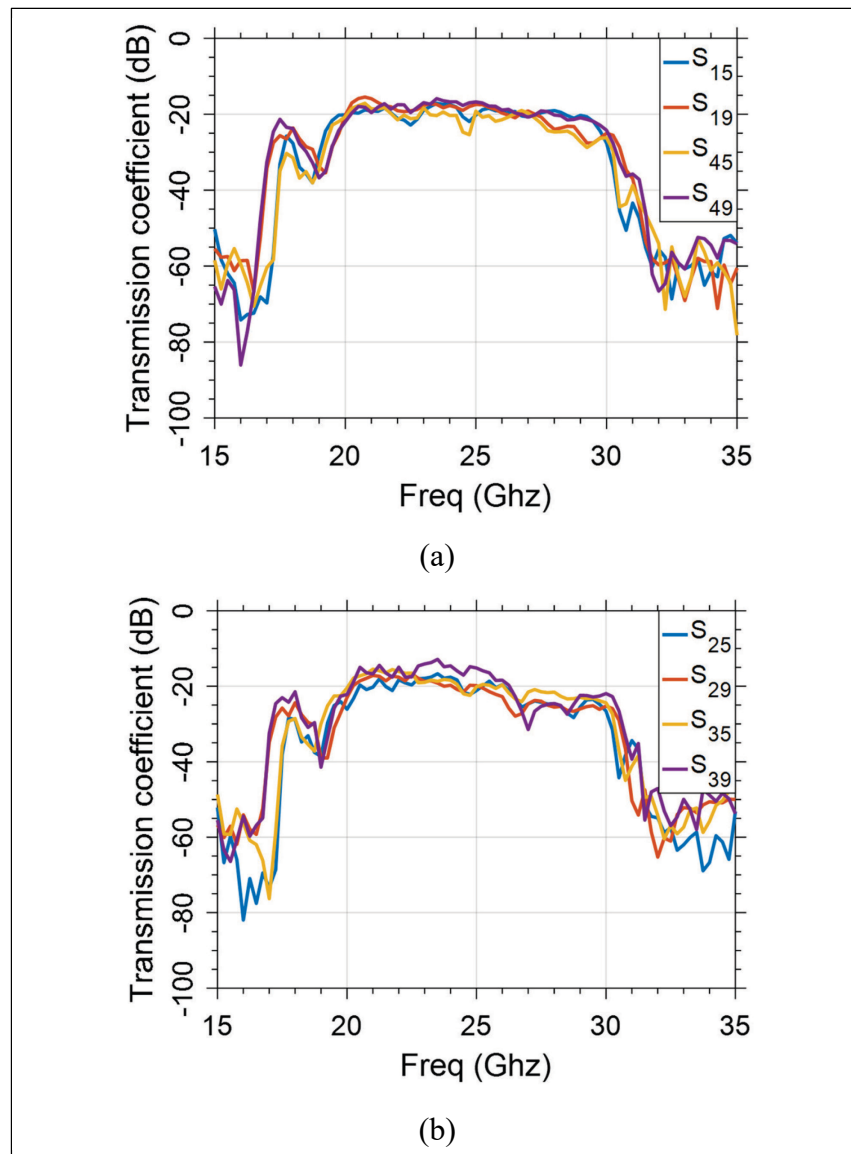 Transmission coefficient (dB)
0
-20
-40
-60
-80
-100
S15
S19
S45
S49
15 20 25 30 35
Freq (Ghz)
(a)
Transmission coefficient (dB)
0
-20
-40
-60
-80
-100
S25
S29
S35
S39
15 20 25 30 35
Freq (Ghz)
(b)